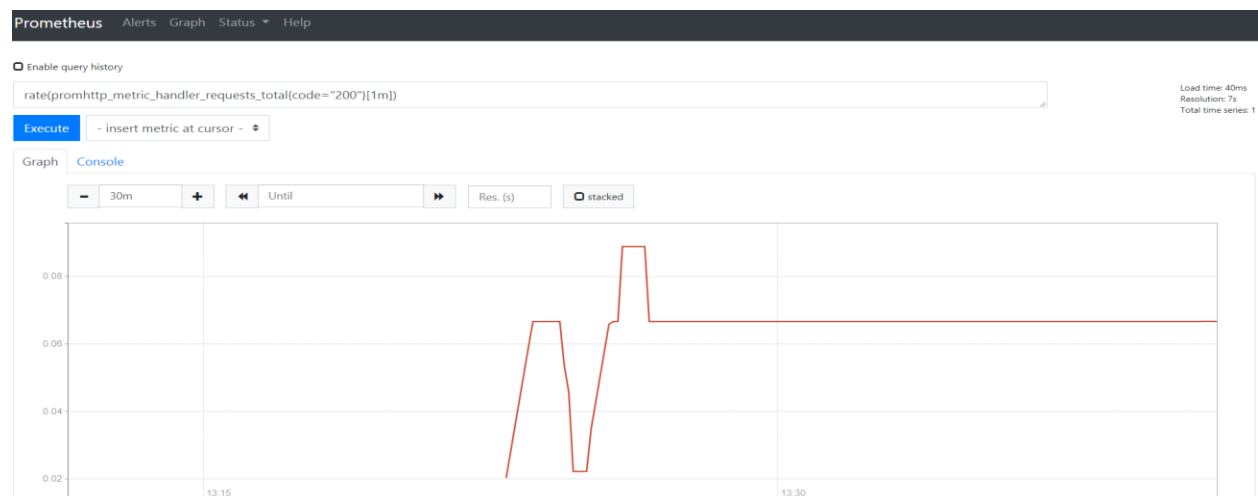 Prometheus Alerts Graph Status Help
Enable query history
rate(promhttp_metric_handler_requests_total{code="200"}[1m])
Load time: 40ms
Resolution: 7s
Total time series: 1
Execute - insert metric at cursor -
Graph Console
30m Until Res. (s) stacked
0.08
0.06
0.04
0.02
13:15 13:30